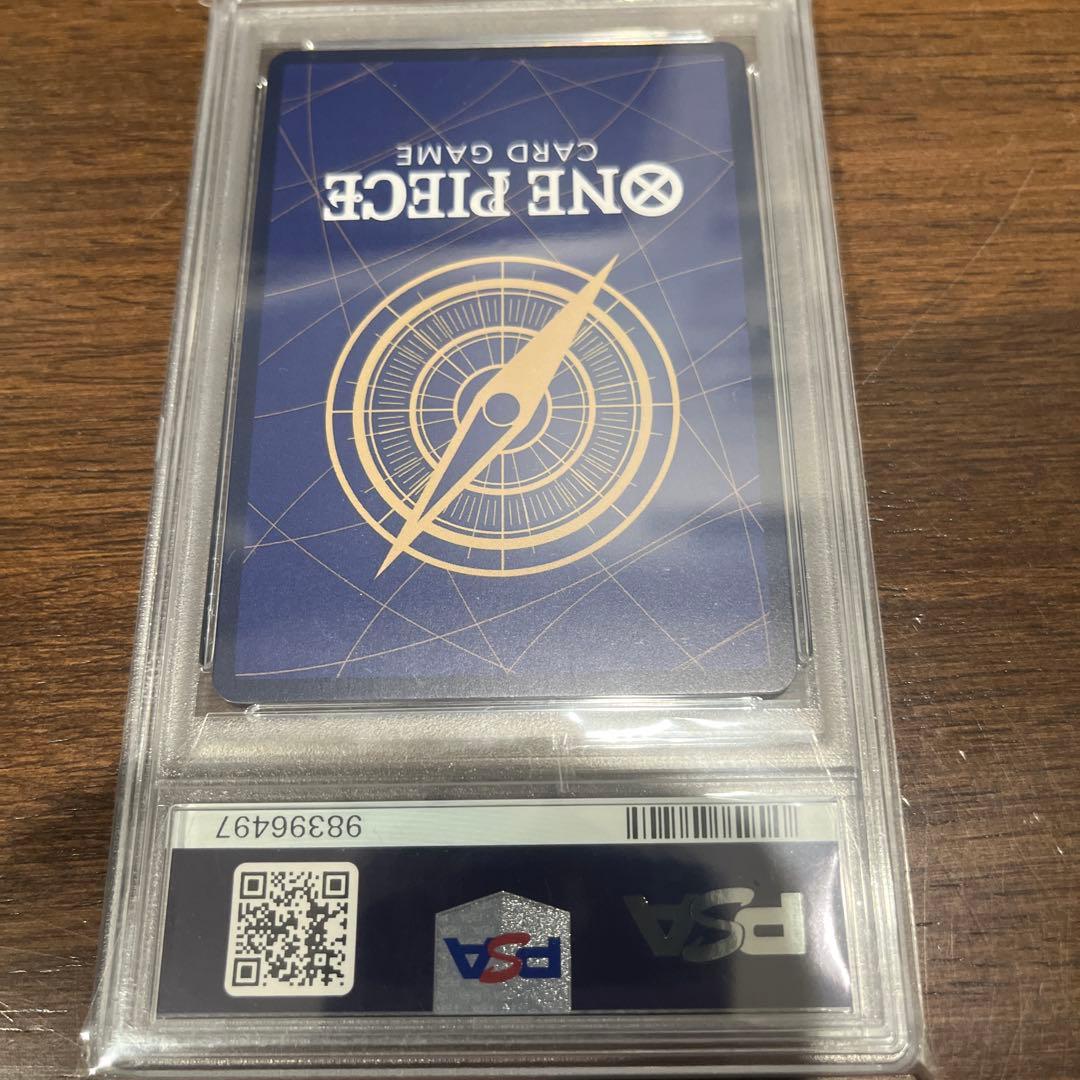 PSA PSA
98396497
ONE PIECE
CARD GAME